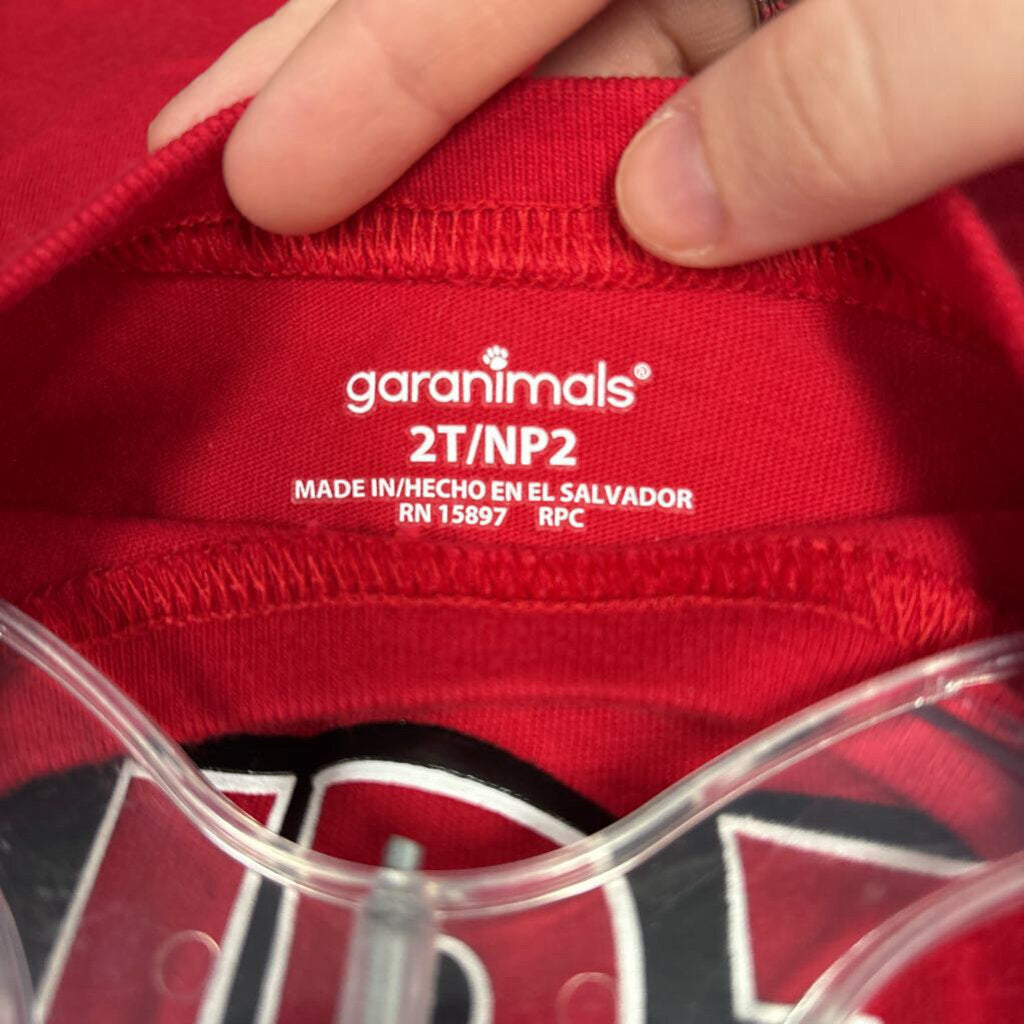 garanimals®
2T/NP2
MADE IN/HECHO EN EL SALVADOR
RN 15897 RPC